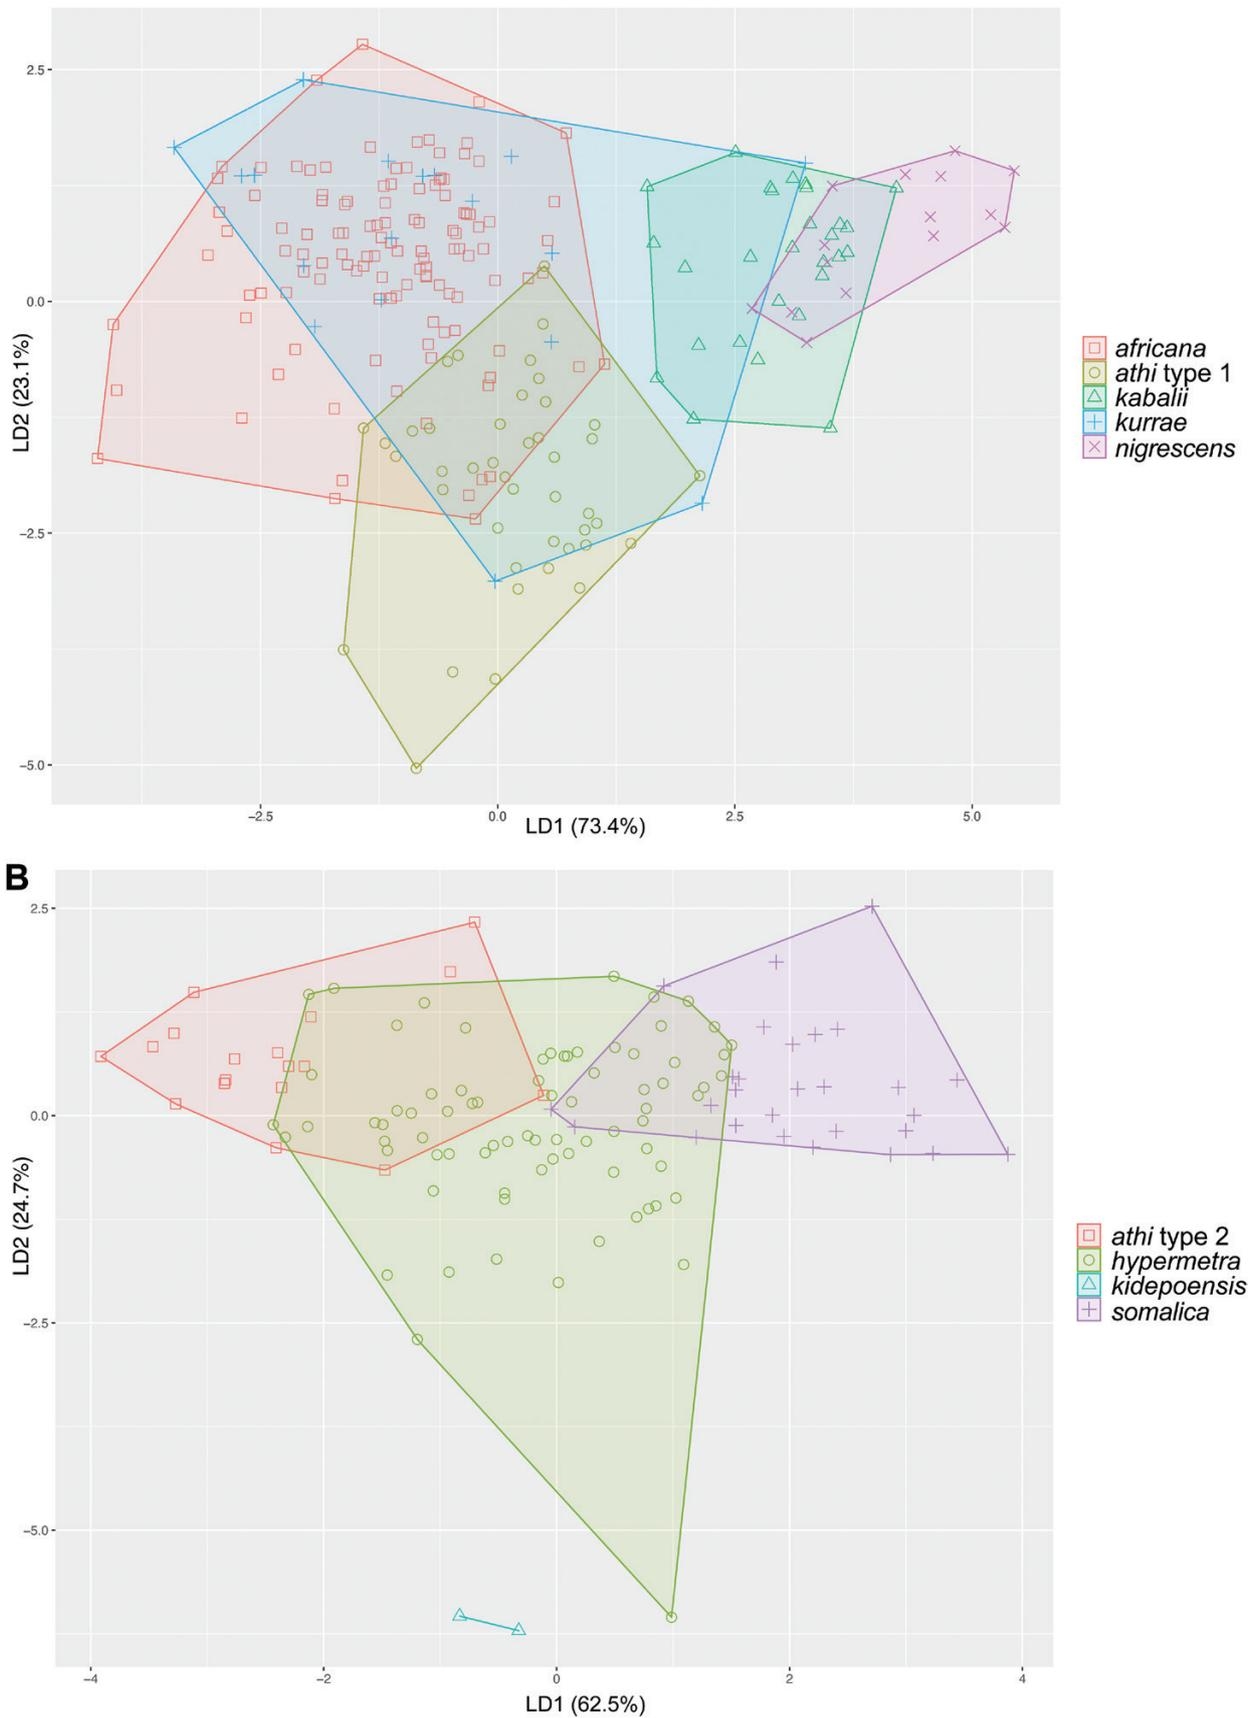 2.5
0.0
−2.5
−5.0
LD2 (23.1%)
−2.5
0.0
2.5
5.0
LD1 (73.4%)
africana
athi type 1
kabalii
kurrae
nigrescens
B
2.5
0.0
−2.5
−5.0
LD2 (24.7%)
−4
−2
0
2
4
LD1 (62.5%)
athi type 2
hypermetra
kidepoensis
somalica